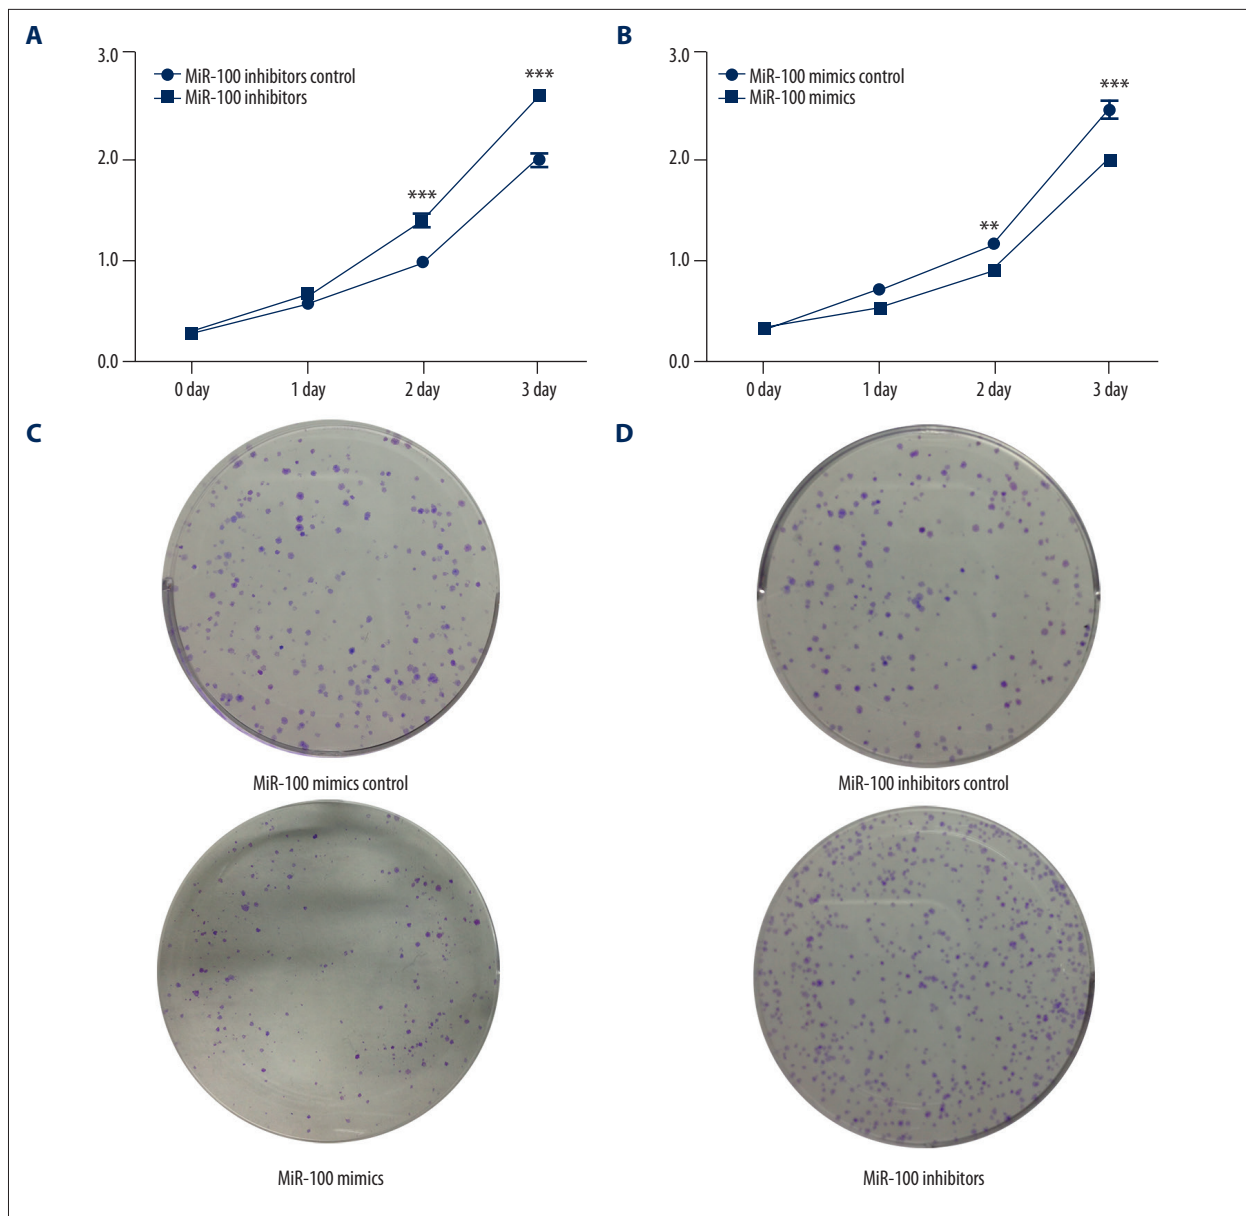 A
3.0
2.0
1.0
0.0
MiR-100 inhibitors control
MiR-100 inhibitors
***
***
0 day 1 day 2 day 3 day
B
3.0
2.0
1.0
0.0
MiR-100 mimics control
MiR-100 mimics
**
***
0 day 1 day 2 day 3 day
C
MiR-100 mimics control
MiR-100 mimics
D
MiR-100 inhibitors control
MiR-100 inhibitors